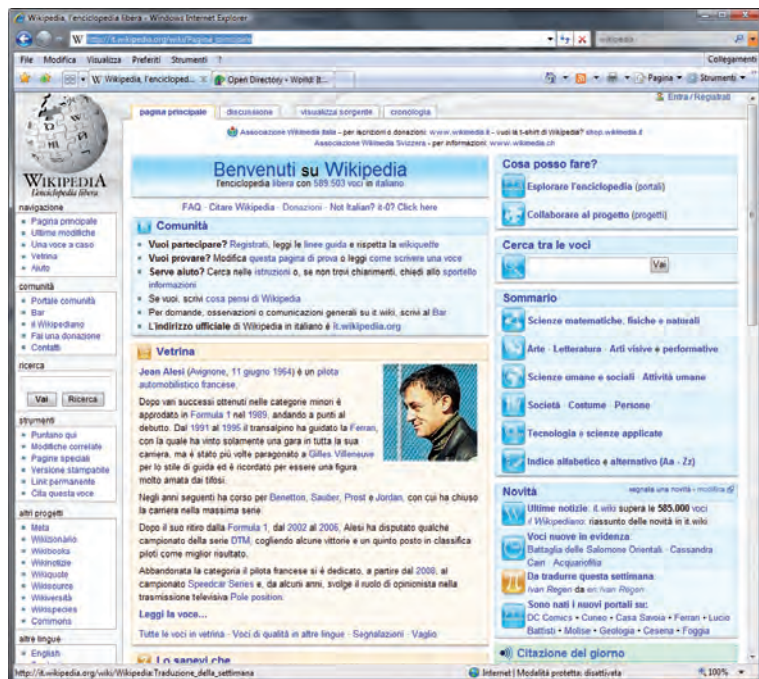 Wikipedia, l'enciclopedia libera - Windows Internet Explorer
http://it.wikipedia.org/wiki/Pagina_principale
wikipedia
File Modifica Visualizza Preferiti Strumenti ?
Collegamenti
Wikipedia, l'encicloped...
Open Directory - World: It...
Pagina
Strumenti
Entra / Registrati
pagina principale
discussione
visualizza sorgente
cronologia
Associazione Wikimedia Italia - per iscrizioni o donazioni: www.wikimedia.it - vuoi la t-shirt di Wikipedia? shop.wikimedia.it
Associazione Wikimedia Svizzera - per informazioni: www.wikimedia.ch
WIKIPEDIA
L'enciclopedia libera
navigazione
Pagina principale
Ultime modifiche
Una voce a caso
Vetrina
Aiuto
comunità
Portale comunità
Bar
il Wikipediano
Fai una donazione
Contatti
ricerca
Vai
Ricerca
strumenti
Puntano qui
Modifiche correlate
Pagine speciali
Versione stampabile
Link permanente
Cita questa voce
altri progetti
Meta
Wikizionario
Wikibooks
Wikinotizie
Wikiquote
Wikisource
Wikiversità
Wikispecies
Commons
altre lingue
English
Benvenuti su Wikipedia
l'enciclopedia libera con 589.503 voci in italiano
FAQ · Citare Wikipedia · Donazioni · Not Italian? it-0? Click here
Comunità
Vuoi partecipare? Registrati, leggi le linee guida e rispetta la wikiquette
Vuoi provare? Modifica questa pagina di prova o leggi come scrivere una voce
Serve aiuto? Cerca nelle istruzioni o, se non trovi chiarimenti, chiedi allo sportello
informazioni
Se vuoi, scrivi cosa pensi di Wikipedia
Per domande, osservazioni o comunicazioni generali su it.wiki, scrivi al Bar
L'indirizzo ufficiale di Wikipedia in italiano è it.wikipedia.org
Vetrina
Jean Alesi (Avignone, 11 giugno 1964) è un pilota
automobilistico francese.
Dopo vari successi ottenuti nelle categorie minori è
approdato in Formula 1 nel 1989, andando a punti al
debutto. Dal 1991 al 1995 il transalpino ha guidato la Ferrari,
con la quale ha vinto solamente una gara in tutta la sua
carriera, ma è stato più volte paragonato a Gilles Villeneuve
per lo stile di guida ed è ricordato per essere una figura
molto amata dai tifosi.
Negli anni seguenti ha corso per Benetton, Sauber, Prost e Jordan, con cui ha chiuso
la carriera nella massima serie.
Dopo il suo ritiro dalla Formula 1, dal 2002 al 2006, Alesi ha disputato qualche
campionato della serie DTM, cogliendo alcune vittorie e un quinto posto in classifica
piloti come miglior risultato.
Abbandonata la categoria il pilota francese si è dedicato, a partire dal 2008, al
campionato Speedcar Series e, da alcuni anni, svolge il ruolo di opinionista nella
trasmissione televisiva Pole position.
Leggi la voce...
Tutte le voci in vetrina · Voci di qualità in altre lingue · Segnalazioni · Vaglio
Lo sapevi che
Cosa posso fare?
Esplorare l'enciclopedia (portali)
Collaborare al progetto (progetti)
Cerca tra le voci
Vai
Sommario
Scienze matematiche, fisiche e naturali
Arte · Letteratura · Arti visive e performative
Scienze umane e sociali · Attività umane
Società · Costume · Persone
Tecnologia e scienze applicate
Indice alfabetico e alternativo (Aa - Zz)
Novità
segnala una novità - modifica
Ultime notizie: it.wiki supera le 585.000 voci
il Wikipediano: riassunto delle novità in it.wiki
Voci nuove in evidenza:
Battaglia delle Salomone Orientali · Cassandra
Cain · Acquariofilia
Da tradurre questa settimana:
Ivan Regen da en:Ivan Regen
Sono nati i nuovi portali su:
DC Comics • Cuneo • Casa Savoia • Ferrari • Lucio
Battisti • Molise • Geologia • Cesena • Foggia
Citazione del giorno
http://it.wikipedia.org/wiki/Wikipedia:Traduzione_della_settimana
Internet | Modalità protetta: disattivata
100%